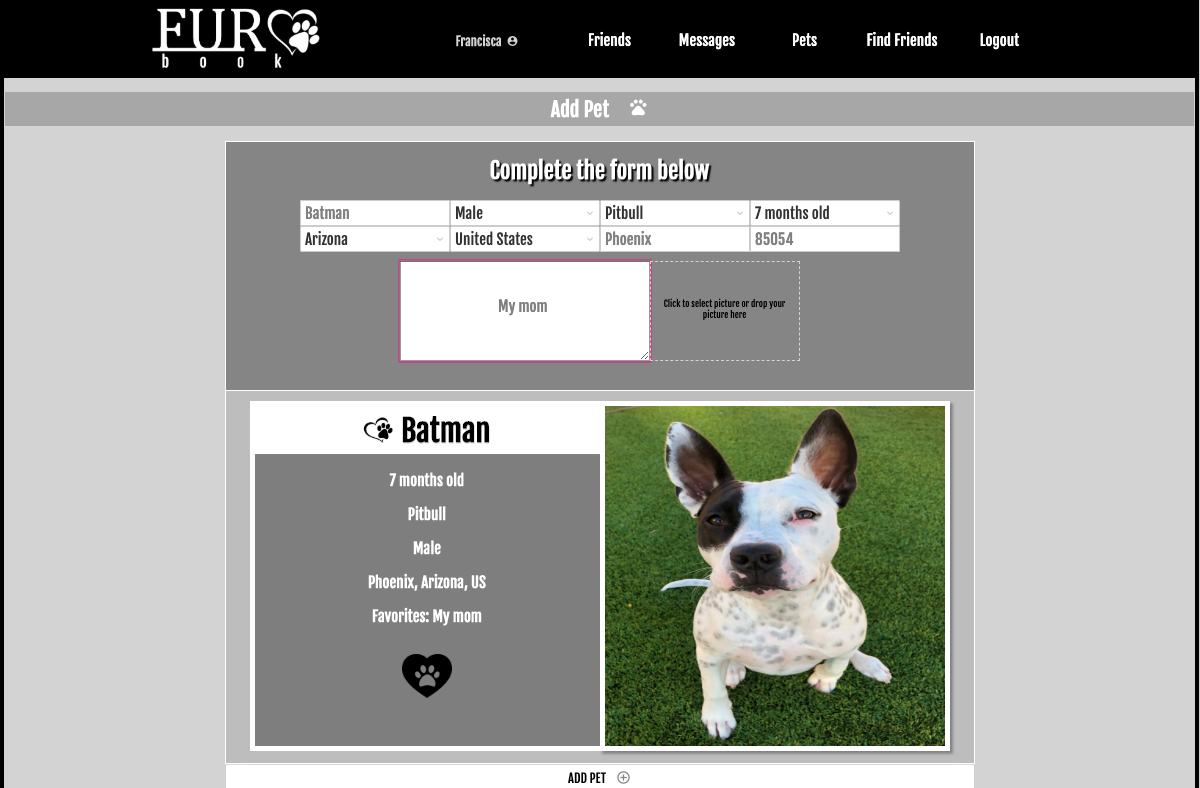 FUR
book
Francisca
Friends
Messages
Pets
Find Friends
Logout
Add Pet
Complete the form below
Batman
Male
Pitbull
7 months old
Arizona
United States
Phoenix
85054
My mom
Click to select picture or drop your
picture here
Batman
7 months old
Pitbull
Male
Phoenix, Arizona, US
Favorites: My mom
ADD PET